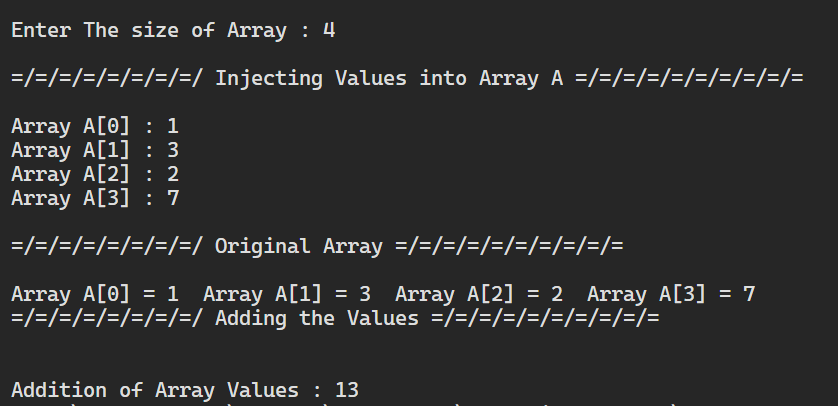 Enter The size of Array : 4
=/=/=/=/=/=/=/=/ Injecting Values into Array A =/=/=/=/=/=/=/=/=/=
Array A[0] : 1
Array A[1] : 3
Array A[2] : 2
Array A[3] : 7
=/=/=/=/=/=/=/=/ Original Array =/=/=/=/=/=/=/=/=/=
Array A[0] = 1  Array A[1] = 3  Array A[2] = 2  Array A[3] = 7
=/=/=/=/=/=/=/=/ Adding the Values =/=/=/=/=/=/=/=/=/=
Addition of Array Values : 13